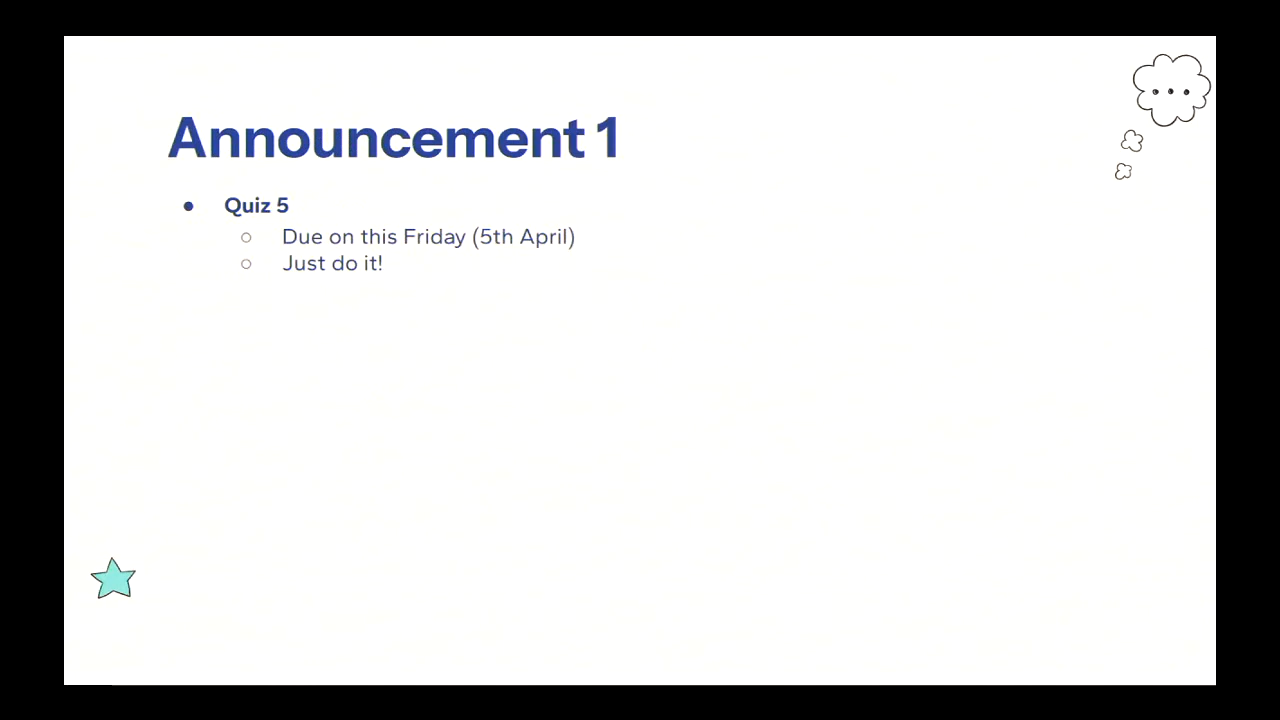 Announcement 1
● Quiz 5
○ Due on this Friday (5th April)
○ Just do it!